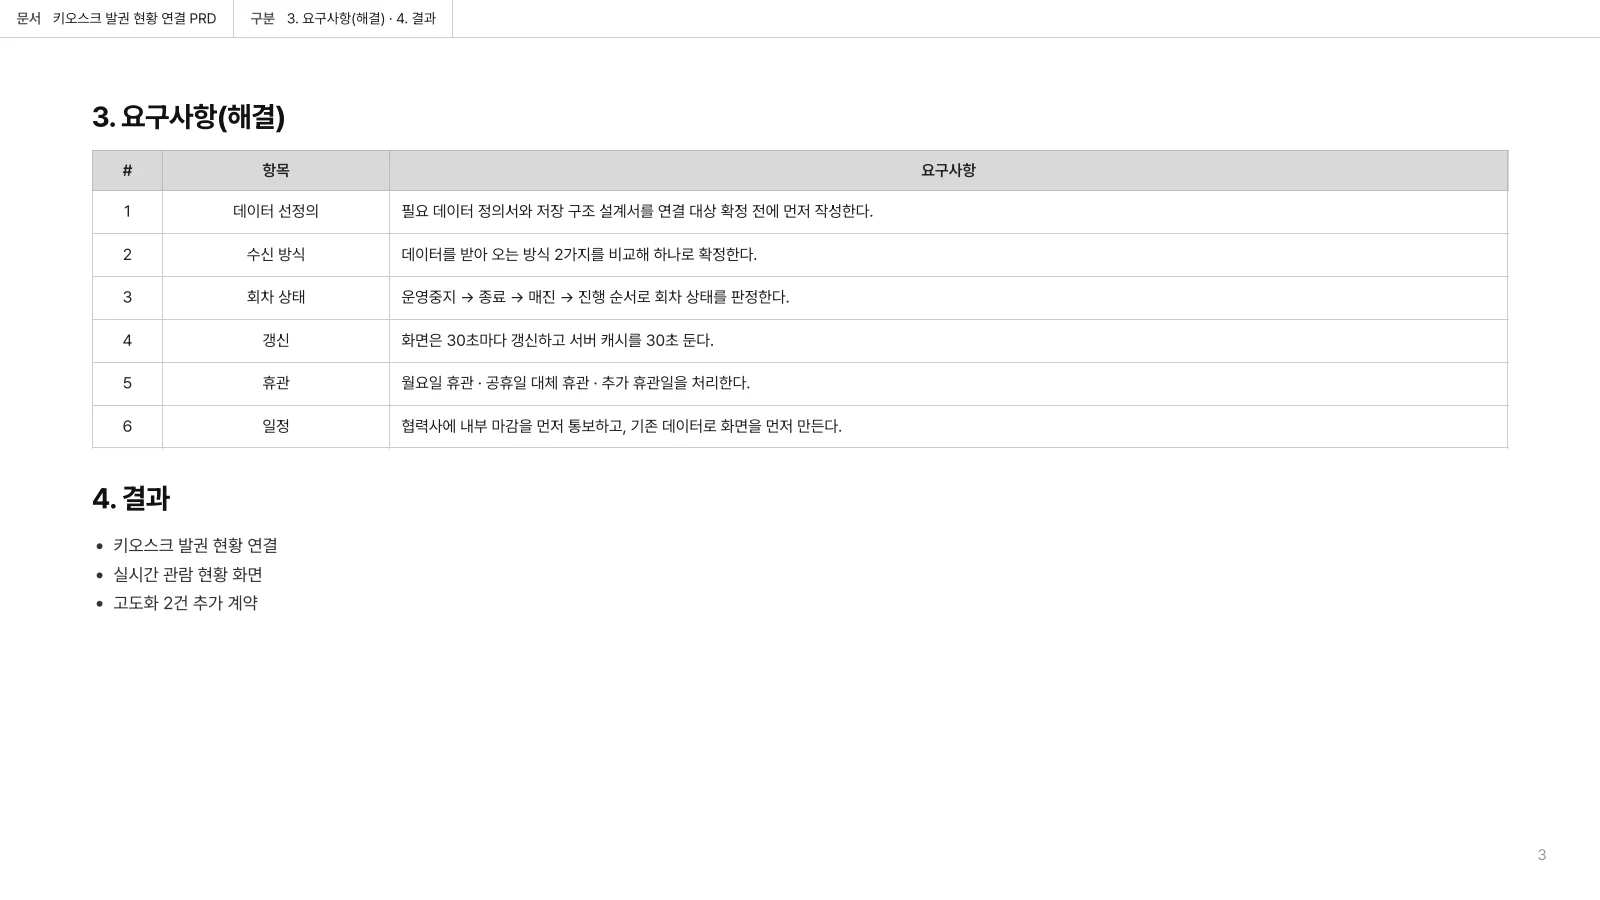 문서 키오스크 발권 현황 연결 PRD 구분 3. 요구사항(해결) · 4. 결과
3. 요구사항(해결)
# 항목 요구사항
1 데이터 선정의 필요 데이터 정의서와 저장 구조 설계서를 연결 대상 확정 전에 먼저 작성한다.
2 수신 방식 데이터를 받아 오는 방식 2가지를 비교해 하나로 확정한다.
3 회차 상태 운영중지 → 종료 → 매진 → 진행 순서로 회차 상태를 판정한다.
4 갱신 화면은 30초마다 갱신하고 서버 캐시를 30초 둔다.
5 휴관 월요일 휴관 · 공휴일 대체 휴관 · 추가 휴관일을 처리한다.
6 일정 협력사에 내부 마감을 먼저 통보하고, 기존 데이터로 화면을 먼저 만든다.
4. 결과
• 키오스크 발권 현황 연결
• 실시간 관람 현황 화면
• 고도화 2건 추가 계약
3